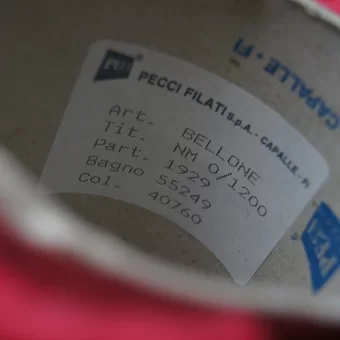 PECCI FILATI S.p.A. - CAPALLE - FI
Art. BELLONE
Tit. NM 0/1200
Part. 1929
Bagno 55249
Col. 40760
CAPALLE - FI